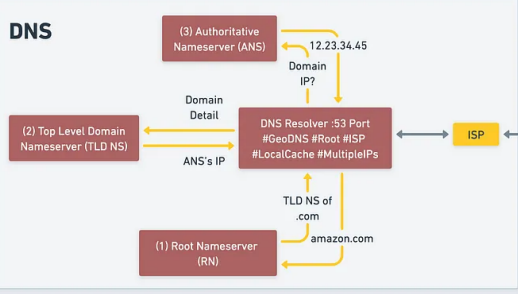 DNS
(3) Authoritative
Nameserver (ANS)
12.23.34.45
Domain
IP?
Domain
Detail
(2) Top Level Domain
Nameserver (TLD NS)
ANS's IP
DNS Resolver :53 Port
#GeoDNS #Root #ISP
#LocalCache #MultipleIPs
ISP
TLD NS of
.com
amazon.com
(1) Root Nameserver
(RN)